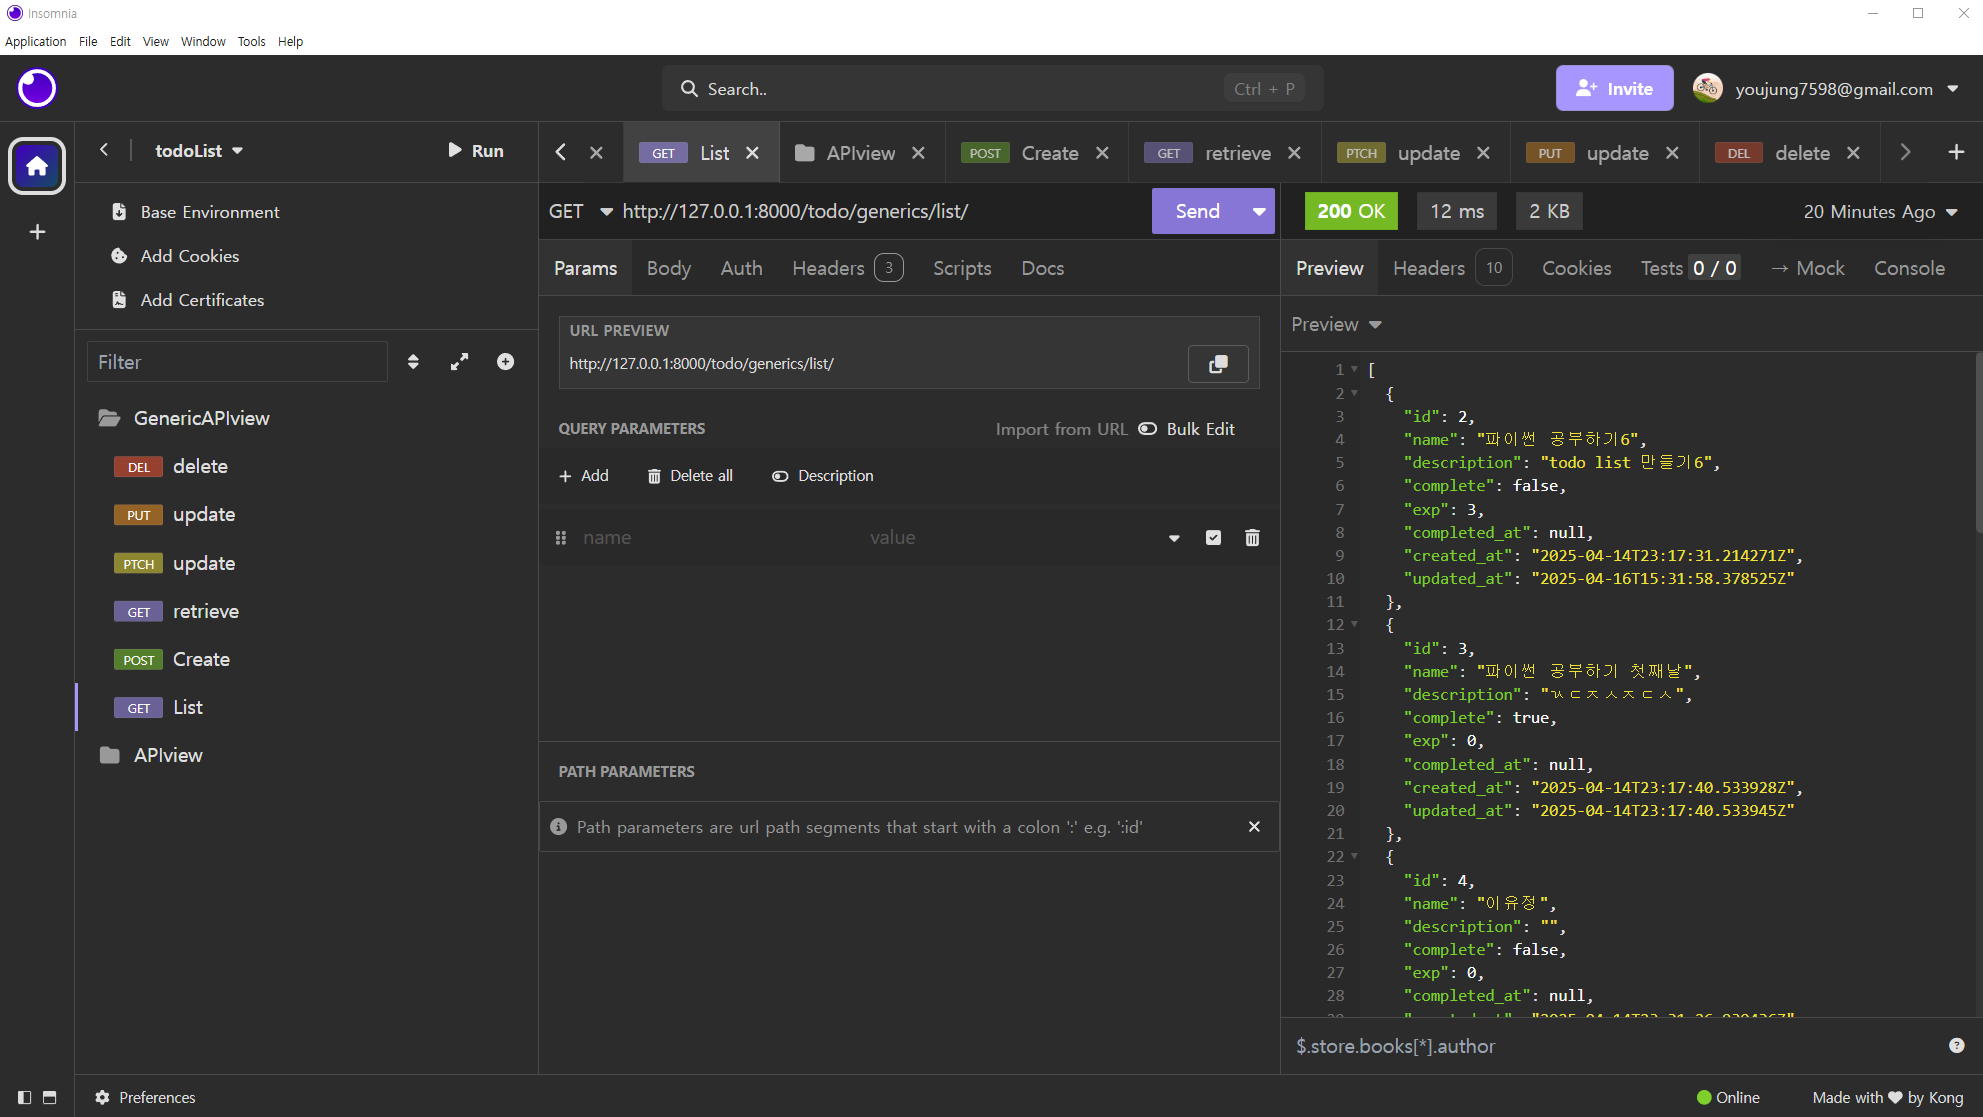 Insomnia
Application File Edit View Window Tools Help
Search.. Ctrl + P Invite youjung7598@gmail.com
todoList Run
GET List APIview POST Create GET retrieve PTCH update PUT update DEL delete
Base Environment
Add Cookies
Add Certificates
Filter
GenericAPIview
DEL delete
PUT update
PTCH update
GET retrieve
POST Create
GET List
APIview
GET http://127.0.0.1:8000/todo/generics/list/ Send
Params Body Auth Headers 3 Scripts Docs
URL PREVIEW
http://127.0.0.1:8000/todo/generics/list/
QUERY PARAMETERS Import from URL Bulk Edit
+ Add Delete all Description
name value
PATH PARAMETERS
Path parameters are url path segments that start with a colon ':' e.g. ':id'
200 OK 12 ms 2 KB 20 Minutes Ago
Preview Headers 10 Cookies Tests 0 / 0 → Mock Console
Preview
1 [
2 {
3 "id": 2,
4 "name": "파이썬 공부하기6",
5 "description": "todo list 만들기6",
6 "complete": false,
7 "exp": 3,
8 "completed_at": null,
9 "created_at": "2025-04-14T23:17:31.214271Z",
10 "updated_at": "2025-04-16T15:31:58.378525Z"
11 },
12 {
13 "id": 3,
14 "name": "파이썬 공부하기 첫째날",
15 "description":
16 "complete": true,
17 "exp": 0,
18 "completed_at": null,
19 "created_at": "2025-04-14T23:17:40.533928Z",
20 "updated_at": "2025-04-14T23:17:40.533945Z"
21 },
22 {
23 "id": 4,
24 "name": "이유정",
25 "description": "",
26 "complete": false,
27 "exp": 0,
28 "completed_at": null,
$.store.books[*].author
Preferences Online Made with ♥ by Kong